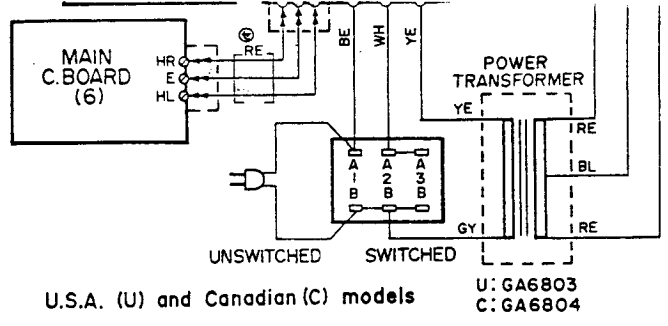 MAIN
C.BOARD
(6)
HR
E
HL
RE
BE
WH
YE
POWER
TRANSFORMER
YE
RE
BL
RE
GY
A A A
1 2 3
B B B
UNSWITCHED SWITCHED
U.S.A. (U) and Canadian (C) models
U: GA6803
C: GA6804